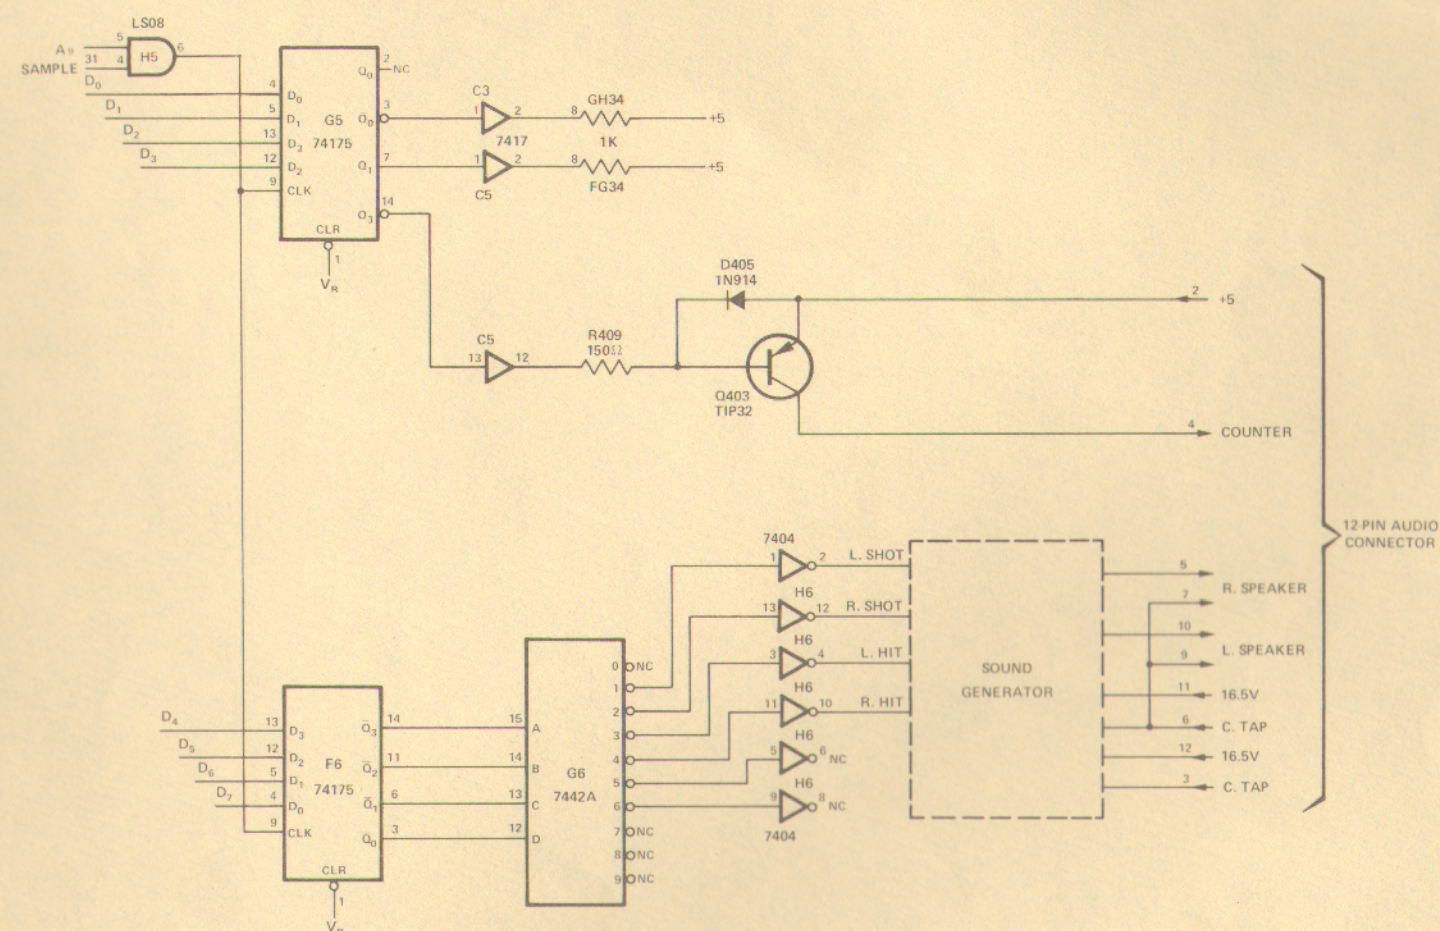 LS08
A9
5
4
31
SAMPLE
H5
6
D0
D1
D2
D3
4
5
13
12
9
D0
D1
D3
D2
CLK
G5
74175
CLR
1
VR
Q0
2
NC
Q0
3
Q1
7
Q3
14
C3
1
2
7417
1
2
C5
GH34
8
1K
8
FG34
+5
+5
C5
13
12
R409
150Ω
D405
1N914
Q403
TIP32
2
+5
4
COUNTER
12-PIN AUDIO
CONNECTOR
7404
1
2
L. SHOT
H6
13
12
R. SHOT
H6
3
4
L. HIT
H6
11
10
R. HIT
H6
5
6
NC
H6
9
8
NC
7404
SOUND
GENERATOR
5
R. SPEAKER
7
10
L. SPEAKER
9
11
16.5V
6
C. TAP
12
16.5V
3
C. TAP
D4
D5
D6
D7
13
12
5
4
9
D3
D2
D1
D0
CLK
F6
74175
CLR
1
Q̅3
Q̅2
Q̅1
Q0
14
11
6
3
15
14
13
12
A
B
C
D
G6
7442A
0 NC
1
2
3
4
5
6
7 NC
8 NC
9 NC